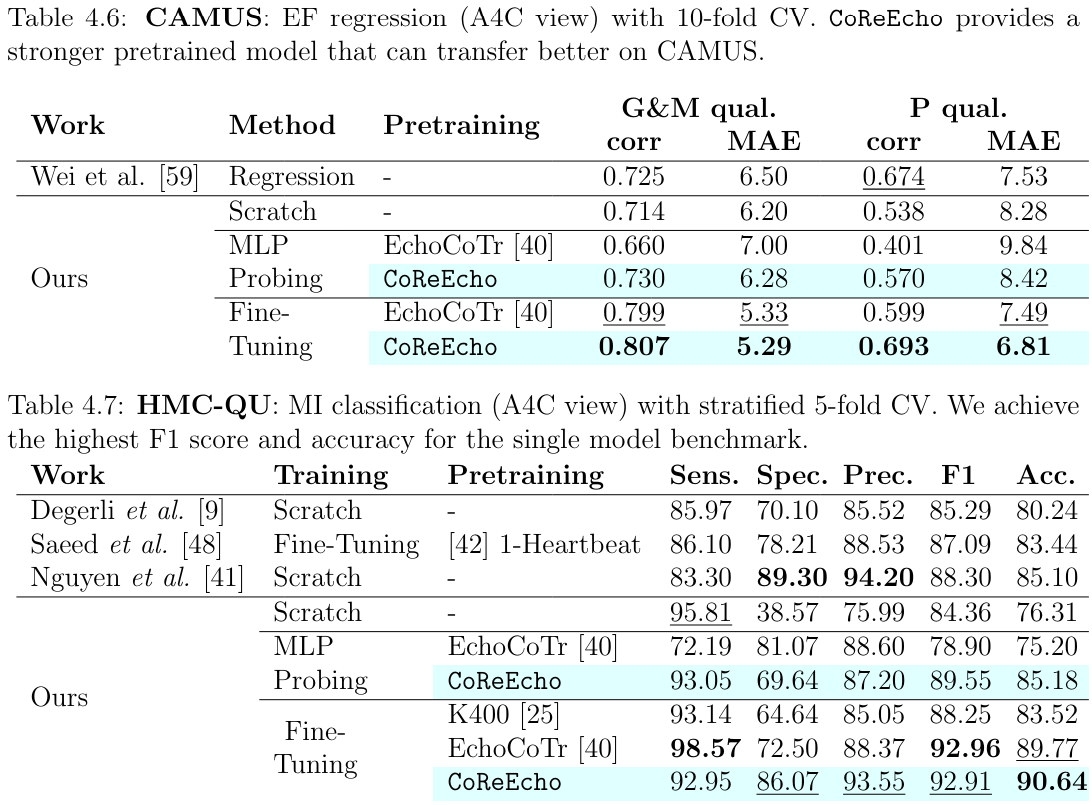 Table 4.6: CAMUS: EF regression (A4C view) with 10-fold CV. CoReEcho provides a
stronger pretrained model that can transfer better on CAMUS.
Work Method Pretraining G&M qual. P qual.
corr MAE corr MAE
Wei et al. [59] Regression - 0.725 6.50 0.674 7.53
Scratch - 0.714 6.20 0.538 8.28
MLP EchoCoTr [40] 0.660 7.00 0.401 9.84
Ours Probing CoReEcho 0.730 6.28 0.570 8.42
Fine- EchoCoTr [40] 0.799 5.33 0.599 7.49
Tuning CoReEcho 0.807 5.29 0.693 6.81
Table 4.7: HMC-QU: MI classification (A4C view) with stratified 5-fold CV. We achieve
the highest F1 score and accuracy for the single model benchmark.
Work Training Pretraining Sens. Spec. Prec. F1 Acc.
Degerli et al. [9] Scratch - 85.97 70.10 85.52 85.29 80.24
Saeed et al. [48] Fine-Tuning [42] 1-Heartbeat 86.10 78.21 88.53 87.09 83.44
Nguyen et al. [41] Scratch - 83.30 89.30 94.20 88.30 85.10
Scratch - 95.81 38.57 75.99 84.36 76.31
MLP EchoCoTr [40] 72.19 81.07 88.60 78.90 75.20
Ours Probing CoReEcho 93.05 69.64 87.20 89.55 85.18
K400 [25] 93.14 64.64 85.05 88.25 83.52
Fine- EchoCoTr [40] 98.57 72.50 88.37 92.96 89.77
Tuning CoReEcho 92.95 86.07 93.55 92.91 90.64